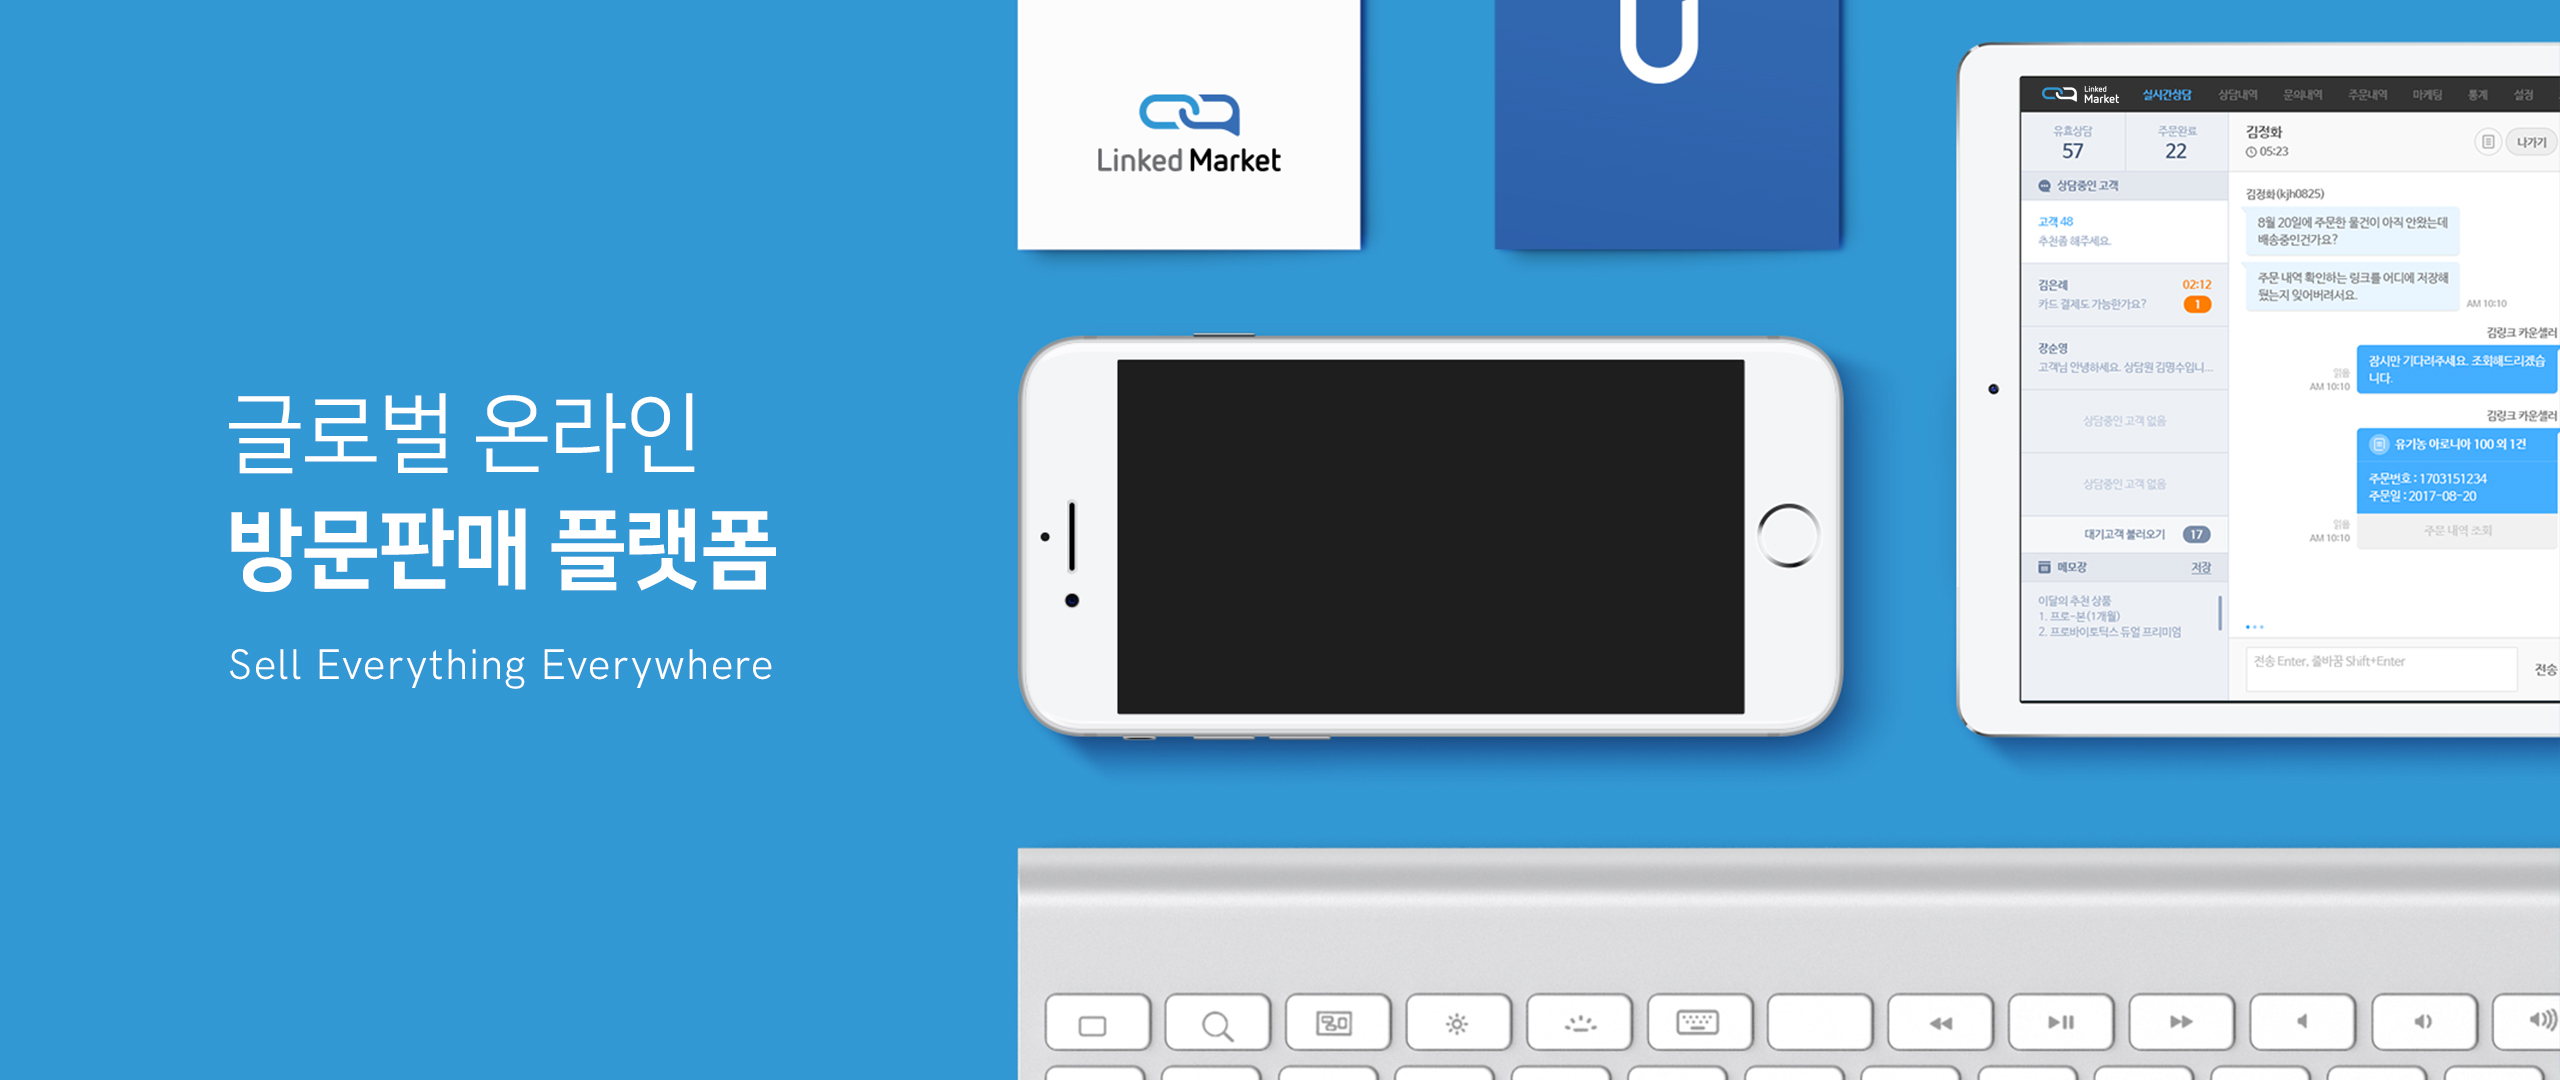 글로벌 온라인
방문판매 플랫폼
Sell Everything Everywhere
Linked Market
Linked
Market
실시간상담 상담내역 문의내역 주문내역 마케팅 통계 설정
유효상담 주문완료
57 22
상담중인 고객
고객 48
추천좀 해주세요.
김은례 02:12
카드 결제도 가능한가요? 1
장순영
고객님 안녕하세요. 상담원 김명수입니...
상담중인 고객 없음
상담중인 고객 없음
대기고객 불러오기 17
메모장 저장
이달의 추천 상품
1. 프로-본(1개월)
2. 프로바이오틱스 듀얼 프리미엄
김정화
05:23
나가기
김정화(kjh0825)
8월 20일에 주문한 물건이 아직 안왔는데
배송중인건가요?
주문 내역 확인하는 링크를 어디에 저장해
뒀는지 잊어버려서요.
AM 10:10
김링크 카운셀러
잠시만 기다려주세요. 조회해드리겠습
니다.
읽음
AM 10:10
김링크 카운셀러
유기농 아로니아 100 외 1건
주문번호 : 1703151234
주문일 : 2017-08-20
주문 내역 조회
읽음
AM 10:10
전송 Enter, 줄바꿈 Shift+Enter
전송